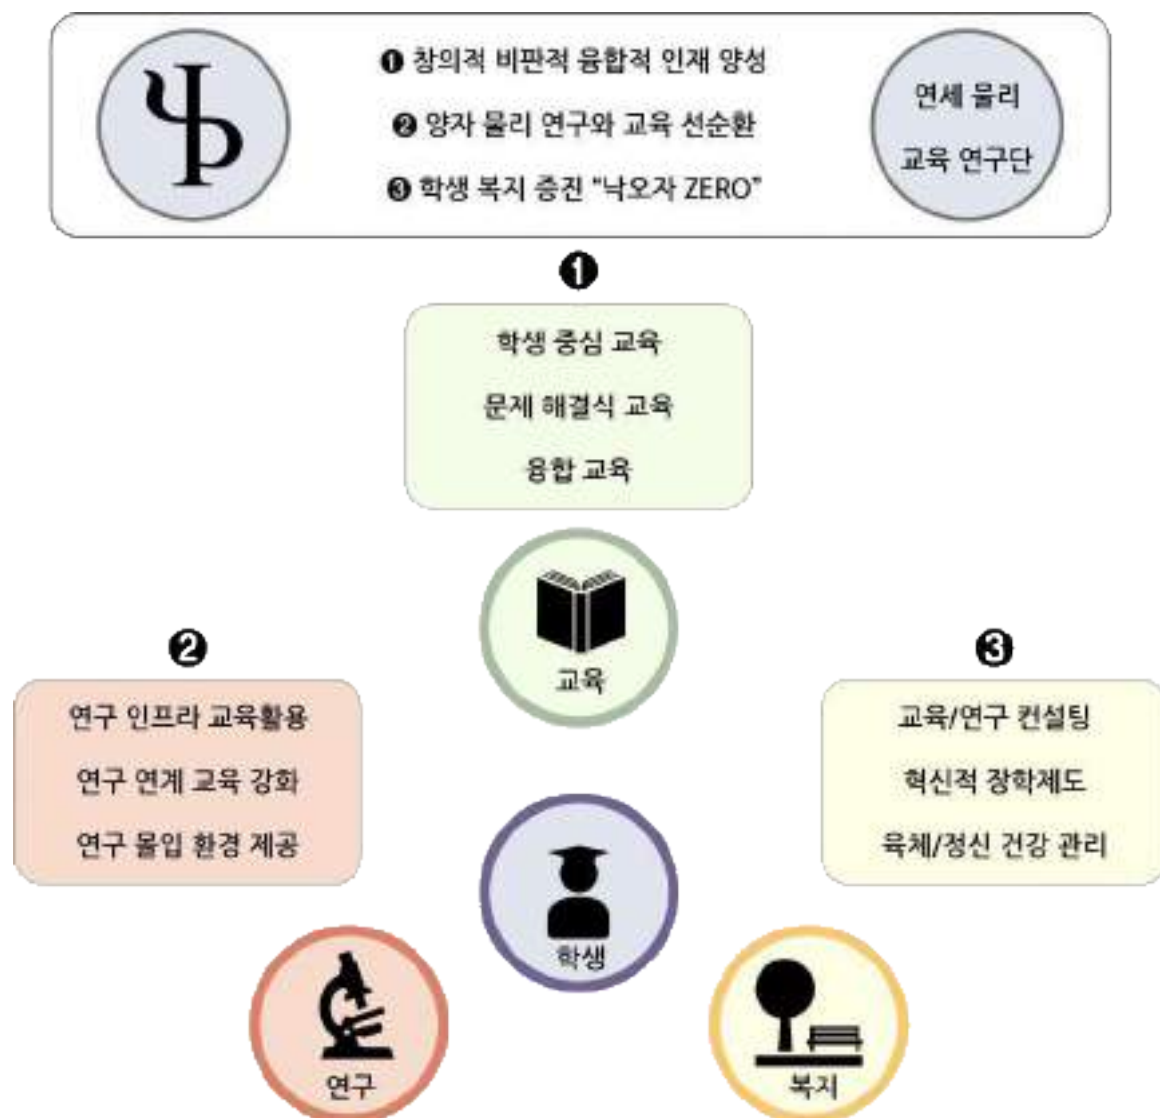 ❶ 창의적 비판적 융합적 인재 양성
❷ 양자 물리 연구와 교육 선순환
❸ 학생 복지 증진 “낙오자 ZERO”
연세 물리
교육 연구단
❶
학생 중심 교육
문제 해결식 교육
융합 교육
교육
❷
연구 인프라 교육활용
연구 연계 교육 강화
연구 몰입 환경 제공
❸
교육/연구 컨설팅
혁신적 장학제도
육체/정신 건강 관리
학생
연구
복지